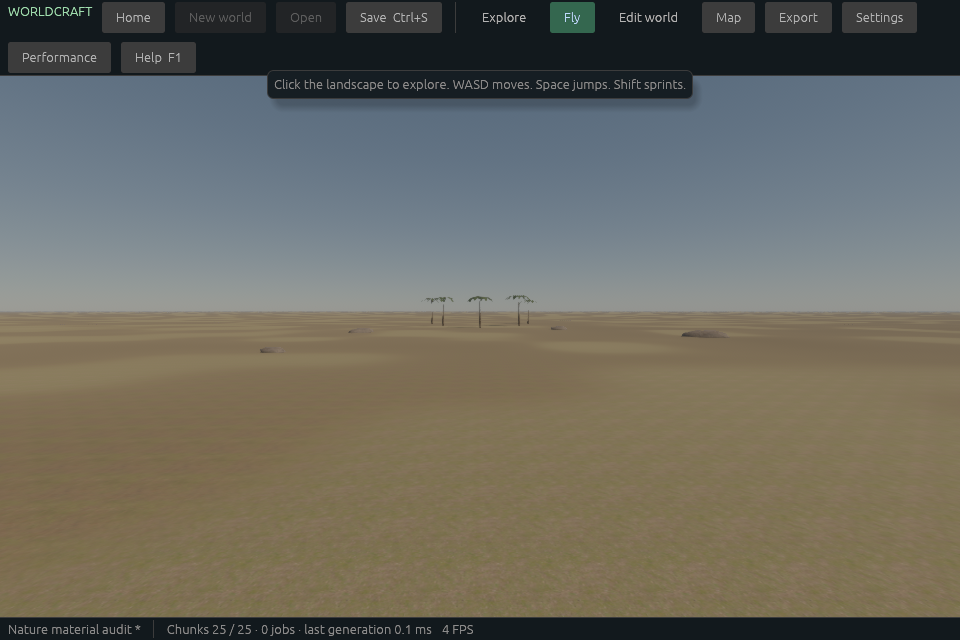 WORLDCRAFT Home New world Open Save Ctrl+S Explore Fly Edit world Map Export Settings
Performance Help F1
Click the landscape to explore. WASD moves. Space jumps. Shift sprints.
Nature material audit * Chunks 25 / 25 · 0 jobs · last generation 0.1 ms 4 FPS